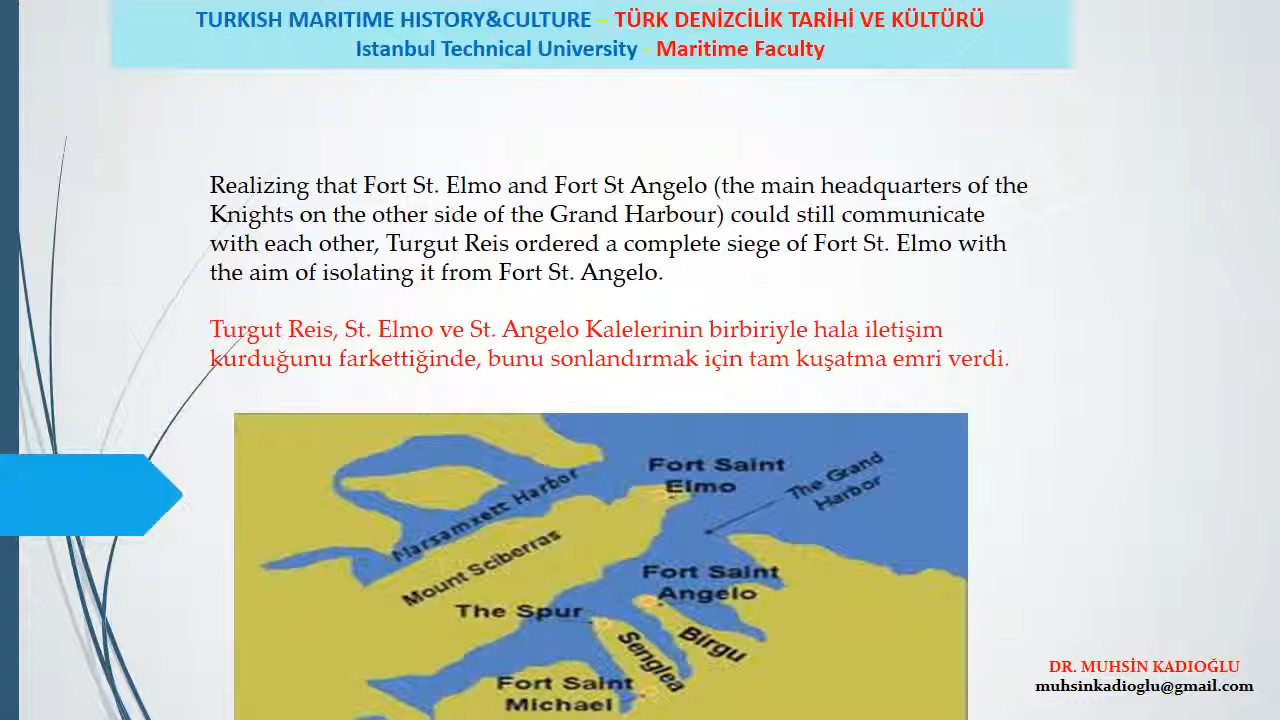 TURKISH MARITIME HISTORY&CULTURE – TÜRK DENİZCİLİK TARİHİ VE KÜLTÜRÜ
Istanbul Technical University - Maritime Faculty
Realizing that Fort St. Elmo and Fort St Angelo (the main headquarters of the
Knights on the other side of the Grand Harbour) could still communicate
with each other, Turgut Reis ordered a complete siege of Fort St. Elmo with
the aim of isolating it from Fort St. Angelo.
Turgut Reis, St. Elmo ve St. Angelo Kalelerinin birbiriyle hala iletişim
kurduğunu farkettiğinde, bunu sonlandırmak için tam kuşatma emri verdi.
Fort Saint
Elmo
The Grand
Harbor
Marsamxett Harbor
Mount Sciberras
Fort Saint
Angelo
The Spur
Birgu
Senglea
Fort Saint
Michael
DR. MUHSİN KADIOĞLU
muhsinkadioglu@gmail.com